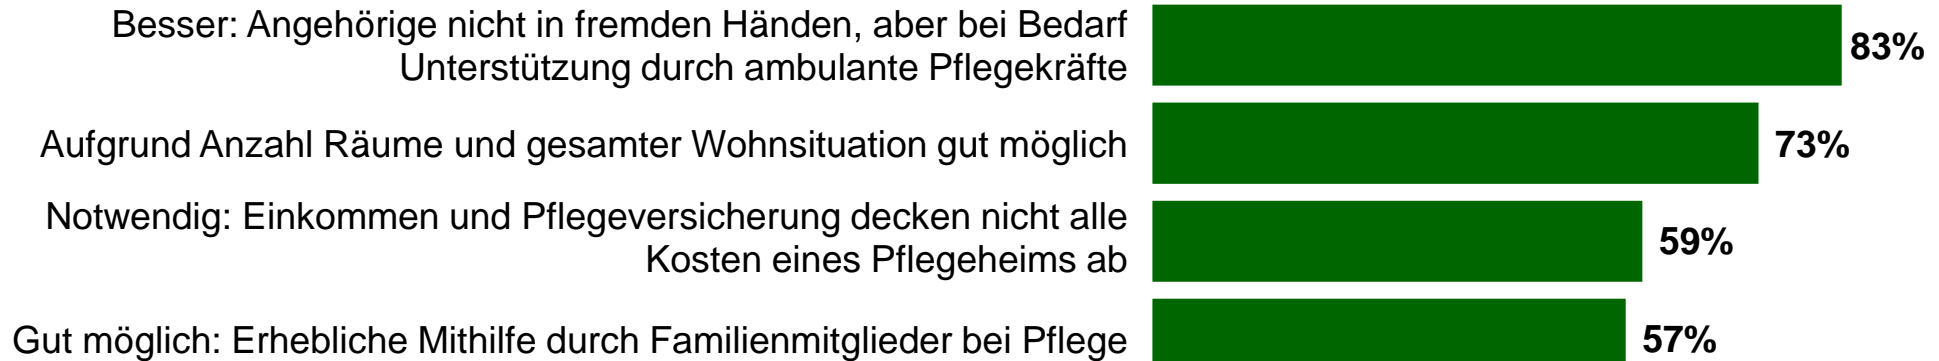 Besser: Angehörige nicht in fremden Händen, aber bei Bedarf
Unterstützung durch ambulante Pflegekräfte
83%
Aufgrund Anzahl Räume und gesamter Wohnsituation gut möglich
73%
Notwendig: Einkommen und Pflegeversicherung decken nicht alle
Kosten eines Pflegeheims ab
59%
Gut möglich: Erhebliche Mithilfe durch Familienmitglieder bei Pflege
57%